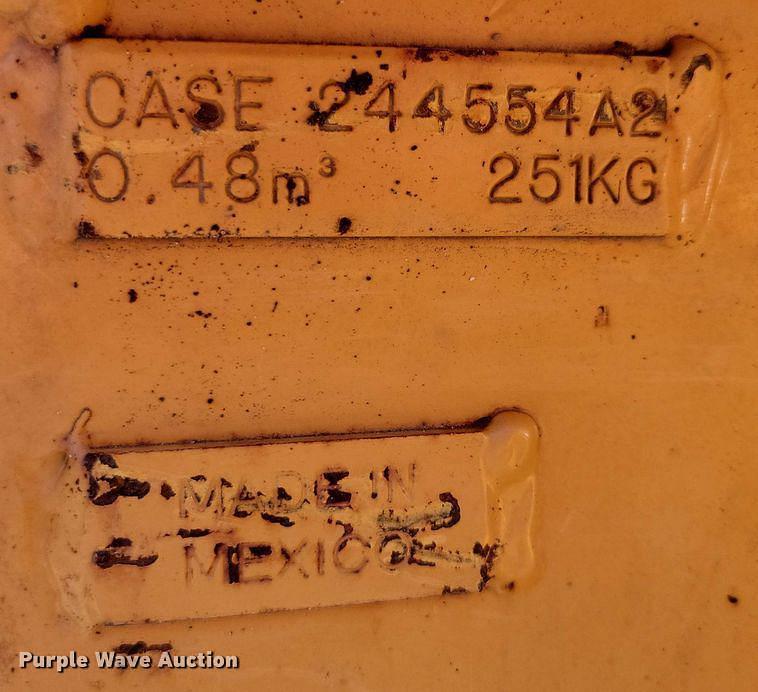 CASE 244554A2
0.48m³ 251KG
MADE IN
MEXICO
Purple Wave Auction